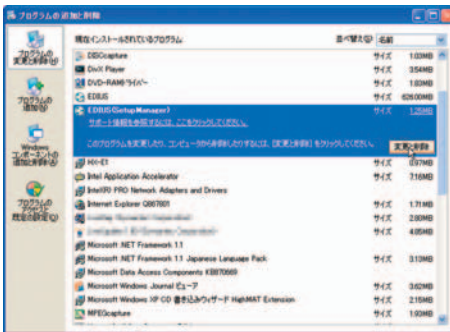 プログラムの追加と削除
現在インストールされているプログラム:
並べ替え(S): 名前
プログラムの
変更と削除(H)
プログラムの
追加(N)
Windows
コンポーネントの
追加と削除(A)
プログラムの
アクセスと
既定の設定(O)
DISCcapture サイズ 1.03MB
DivX Player サイズ 3.54MB
DVD-RAMドライバー サイズ 1.83MB
EDIUS サイズ 626.00MB
EDIUS (Setup Manager) サイズ 1.25MB
サポート情報を参照するには、ここをクリックしてください。
このプログラムを変更したり、コンピュータから削除したりするには、[変更と削除] をクリックしてください。
変更と削除
サイズ 8.97MB
Intel Application Accelerator サイズ 7.16MB
Intel(R) PRO Network Adapters and Drivers
Internet Explorer Q867801 サイズ 1.71MB
サイズ 2.80MB
サイズ 4.85MB
Microsoft .NET Framework 1.1
Microsoft .NET Framework 1.1 Japanese Language Pack サイズ 3.13MB
Microsoft Data Access Components KB870669
Microsoft Windows Journal ビューア サイズ 3.62MB
Microsoft Windows XP CD 書き込みウィザード HighMAT Extension サイズ 2.15MB
MPEGcapture サイズ 1.93MB